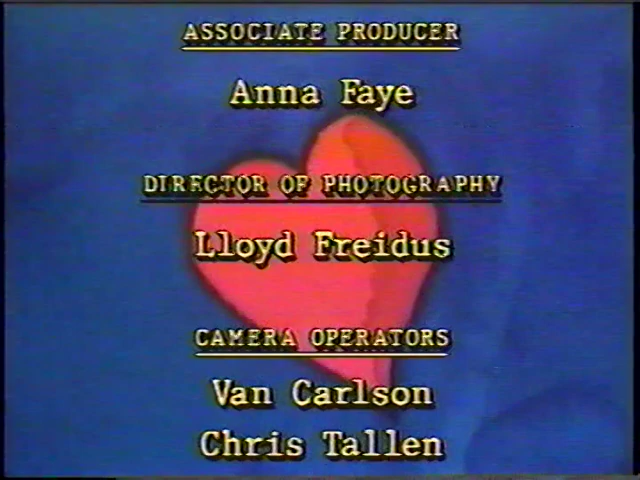 ASSOCIATE PRODUCER
Anna Faye
DIRECTOR OF PHOTOGRAPHY
Lloyd Freidus
CAMERA OPERATORS
Van Carlson
Chris Tallen